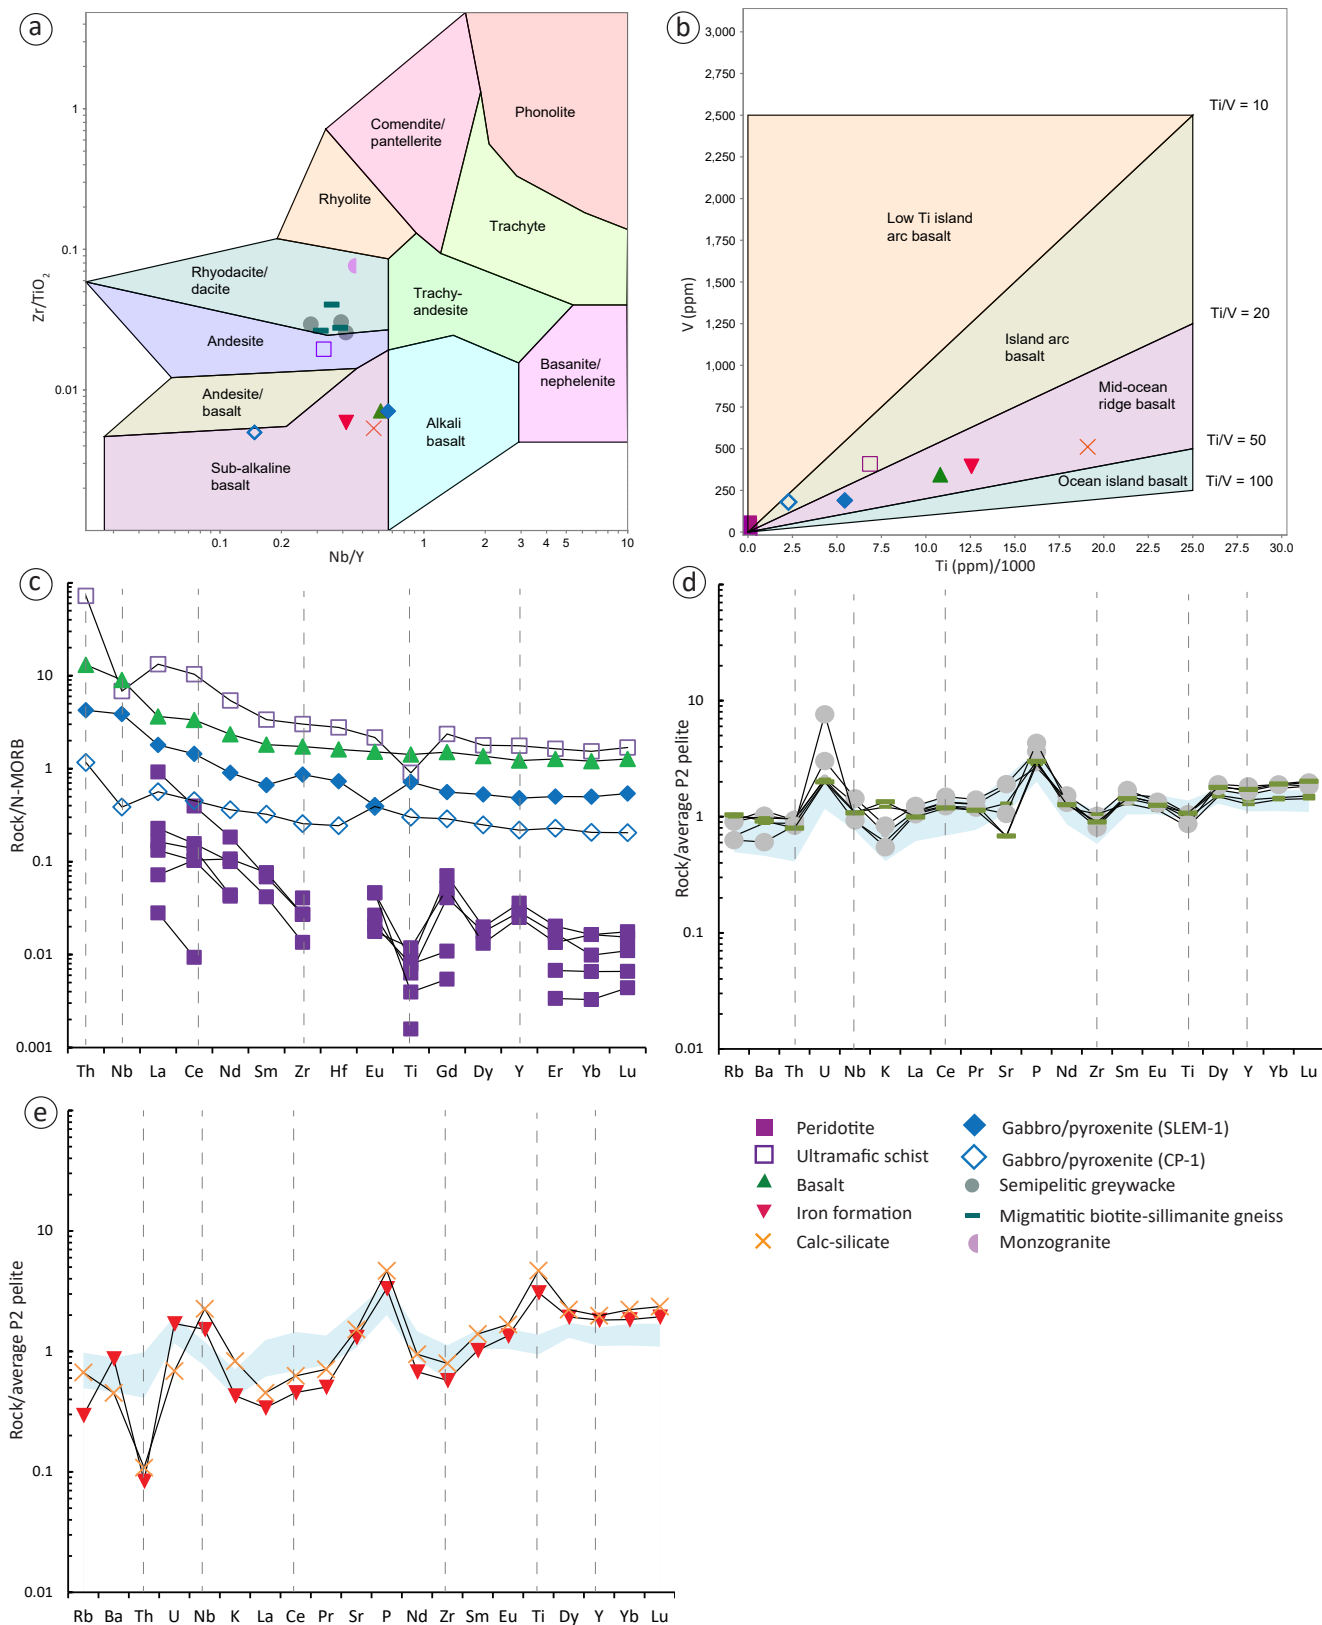 a
1
0.1
0.01
Zr/TiO2
Phonolite
Comendite/
pantellerite
Rhyolite
Trachyte
Rhyodacite/
dacite
Trachy-
andesite
Andesite
Basanite/
nephelenite
Andesite/
basalt
Alkali
basalt
Sub-alkaline
basalt
0.1 0.2 1 2 3 4 5 10
Nb/Y
b
3,000
2,750
2,500
2,250
2,000
1,750
1,500
1,250
1,000
750
500
250
0
V (ppm)
Ti/V = 10
Low Ti island
arc basalt
Ti/V = 20
Island arc
basalt
Mid-ocean
ridge basalt
Ti/V = 50
Ocean island basalt
Ti/V = 100
0.0 2.5 5.0 7.5 10.0 12.5 15.0 17.5 20.0 22.5 25.0 27.5 30.0
Ti (ppm)/1000
c
10
1
0.1
0.01
0.001
Rock/N-MORB
Th Nb La Ce Nd Sm Zr Hf Eu Ti Gd Dy Y Er Yb Lu
d
10
1
0.1
0.01
Rock/average P2 pelite
Rb Ba Th U Nb K La Ce Pr Sr P Nd Zr Sm Eu Ti Dy Y Yb Lu
e
10
1
0.1
0.01
Rock/average P2 pelite
Rb Ba Th U Nb K La Ce Pr Sr P Nd Zr Sm Eu Ti Dy Y Yb Lu
Peridotite
Ultramafic schist
Basalt
Iron formation
Calc-silicate
Gabbro/pyroxenite (SLEM-1)
Gabbro/pyroxenite (CP-1)
Semipelitic greywacke
Migmatitic biotite-sillimanite gneiss
Monzogranite